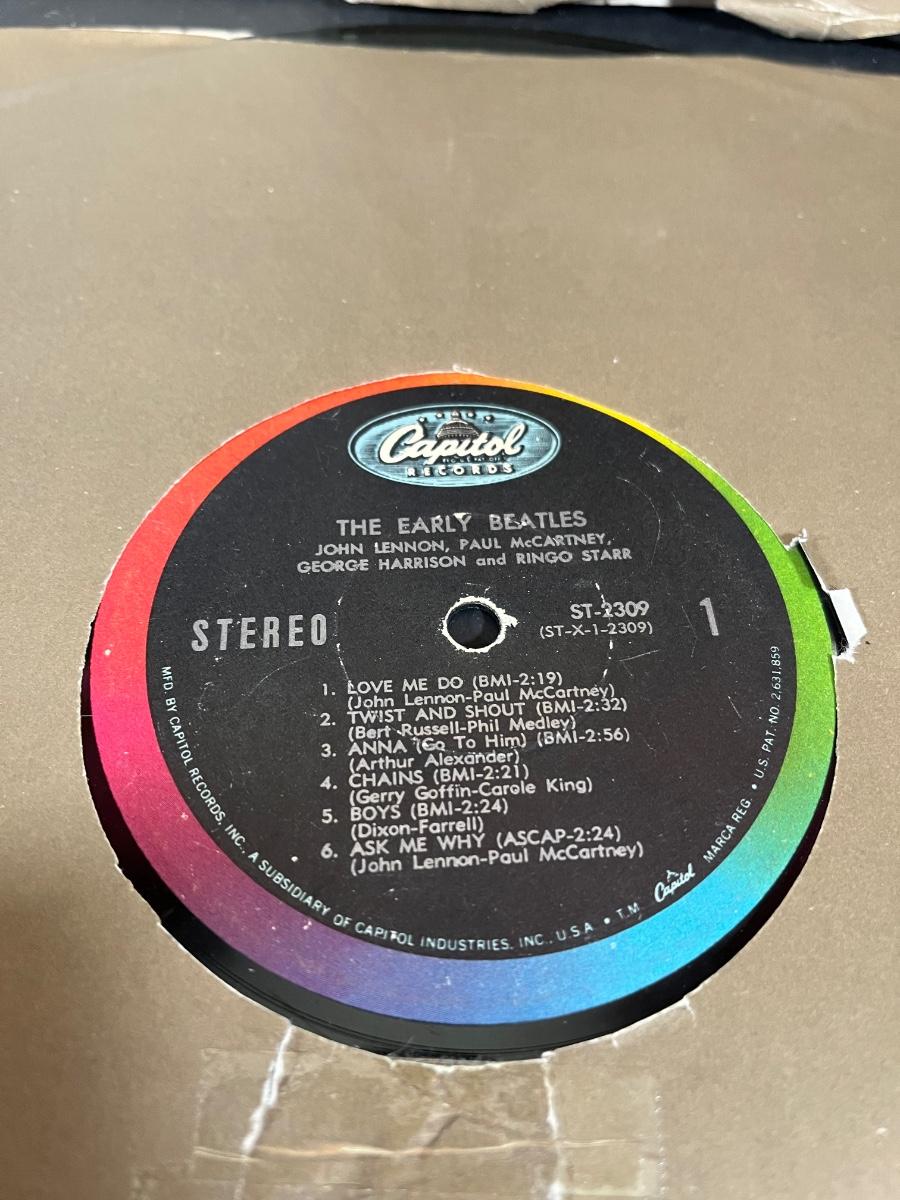 Capitol
RECORDS
THE EARLY BEATLES
JOHN LENNON, PAUL McCARTNEY,
GEORGE HARRISON and RINGO STARR
STEREO
ST-2309
(ST-X-1-2309)
1
1. LOVE ME DO (BMI-2:19)
(John Lennon-Paul McCartney)
2. TWIST AND SHOUT (BMI-2:32)
(Bert Russell-Phil Medley)
3. ANNA (Go To Him) (BMI-2:56)
(Arthur Alexander)
4. CHAINS (BMI-2:21)
(Gerry Goffin-Carole King)
5. BOYS (BMI-2:24)
(Dixon-Farrell)
6. ASK ME WHY (ASCAP-2:24)
(John Lennon-Paul McCartney)
MFD. BY CAPITOL RECORDS, INC., A SUBSIDIARY OF CAPITOL INDUSTRIES, INC., U.S.A. • T.M. Capitol MARCA REG. • U.S. PAT. NO. 2,631,859